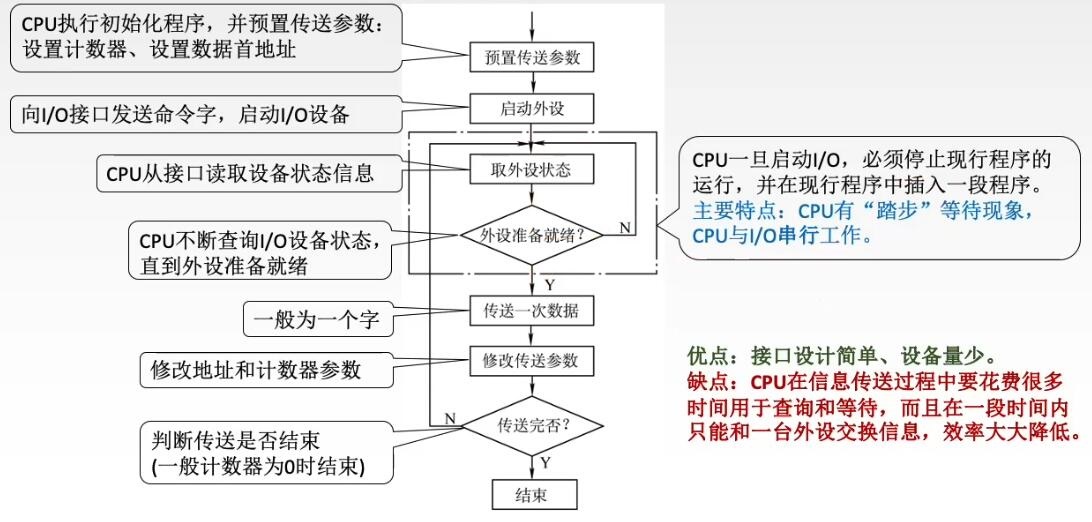 CPU执行初始化程序，并预置传送参数：
设置计数器、设置数据首地址
预置传送参数
向I/O接口发送命令字，启动I/O设备
启动外设
CPU从接口读取设备状态信息
取外设状态
CPU一旦启动I/O，必须停止现行程序的
运行，并在现行程序中插入一段程序。
主要特点：CPU有“踏步”等待现象，
CPU与I/O串行工作。
CPU不断查询I/O设备状态，
直到外设准备就绪
外设准备就绪？
N
Y
一般为一个字
传送一次数据
修改地址和计数器参数
修改传送参数
优点：接口设计简单、设备量少。
缺点：CPU在信息传送过程中要花费很多
时间用于查询和等待，而且在一段时间内
只能和一台外设交换信息，效率大大降低。
判断传送是否结束
(一般计数器为0时结束)
N
传送完否？
Y
结束